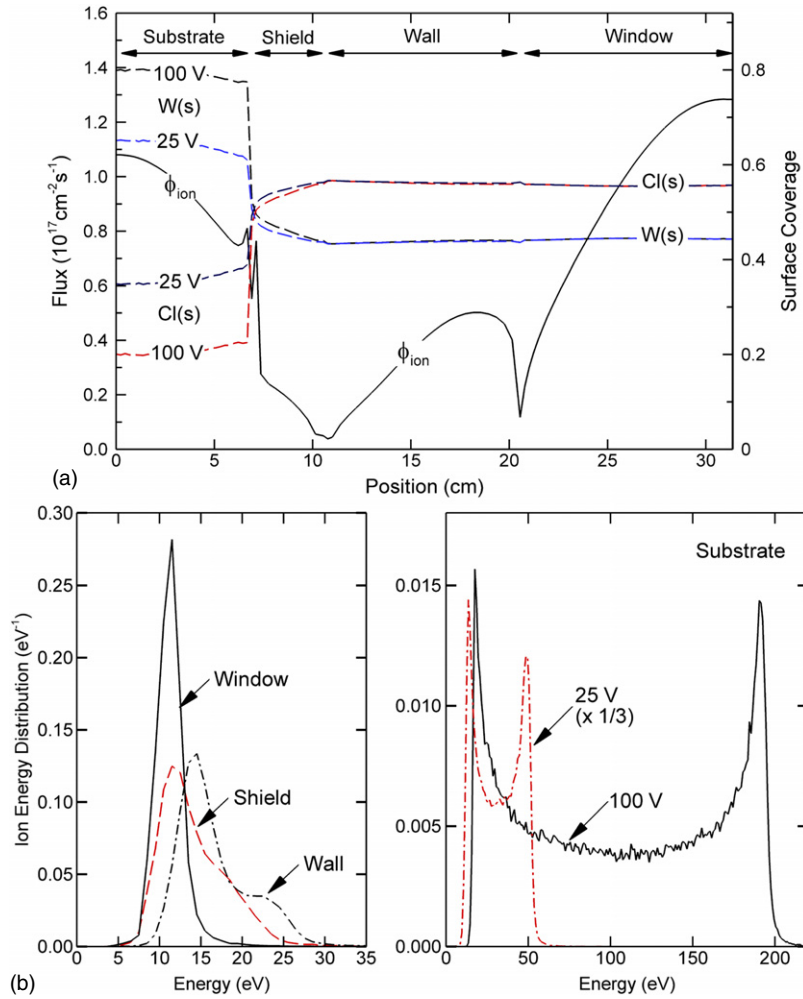 Substrate Shield Wall Window
1.6
1.4
1.2
1.0
0.8
0.6
0.4
0.2
0.0
Flux (10¹⁷cm⁻²s⁻¹)
100 V
W(s)
25 V
ϕion
25 V
Cl(s)
100 V
ϕion
Cl(s)
W(s)
0.8
0.6
0.4
0.2
0
Surface Coverage
0 5 10 15 20 25 30
Position (cm)
(a)
0.30
0.25
0.20
0.15
0.10
0.05
0.00
Ion Energy Distribution (eV⁻¹)
Window
Shield
Wall
0 5 10 15 20 25 30 35
Energy (eV)
(b)
Substrate
0.015
0.010
0.005
0.000
25 V
(x 1/3)
100 V
0 50 100 150 200
Energy (eV)